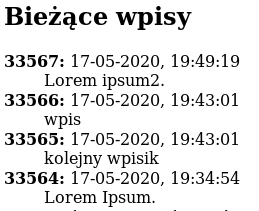 Bieżące wpisy
33567: 17-05-2020, 19:49:19
Lorem ipsum2.
33566: 17-05-2020, 19:43:01
wpis
33565: 17-05-2020, 19:43:01
kolejny wpisik
33564: 17-05-2020, 19:34:54
Lorem Ipsum.